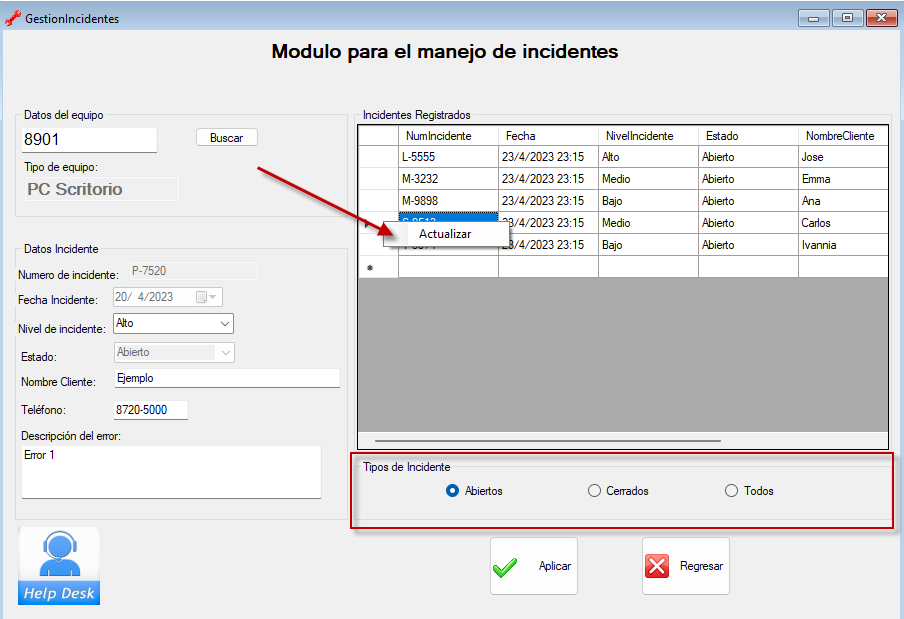 GestionIncidentes
Modulo para el manejo de incidentes
Datos del equipo
8901
Buscar
Tipo de equipo:
PC Scritorio
Datos Incidente
Numero de incidente: P-7520
Fecha Incidente: 20/ 4/2023
Nivel de incidente: Alto
Estado: Abierto
Nombre Cliente: Ejemplo
Teléfono: 8720-5000
Descripción del error:
Error 1
Help Desk
Incidentes Registrados
NumIncidente Fecha NivelIncidente Estado NombreCliente
L-5555 23/4/2023 23:15 Alto Abierto Jose
M-3232 23/4/2023 23:15 Medio Abierto Emma
M-9898 23/4/2023 23:15 Bajo Abierto Ana
23/4/2023 23:15 Medio Abierto Carlos
23/4/2023 23:15 Bajo Abierto Ivannia
Actualizar
Tipos de Incidente
Abiertos Cerrados Todos
Aplicar Regresar